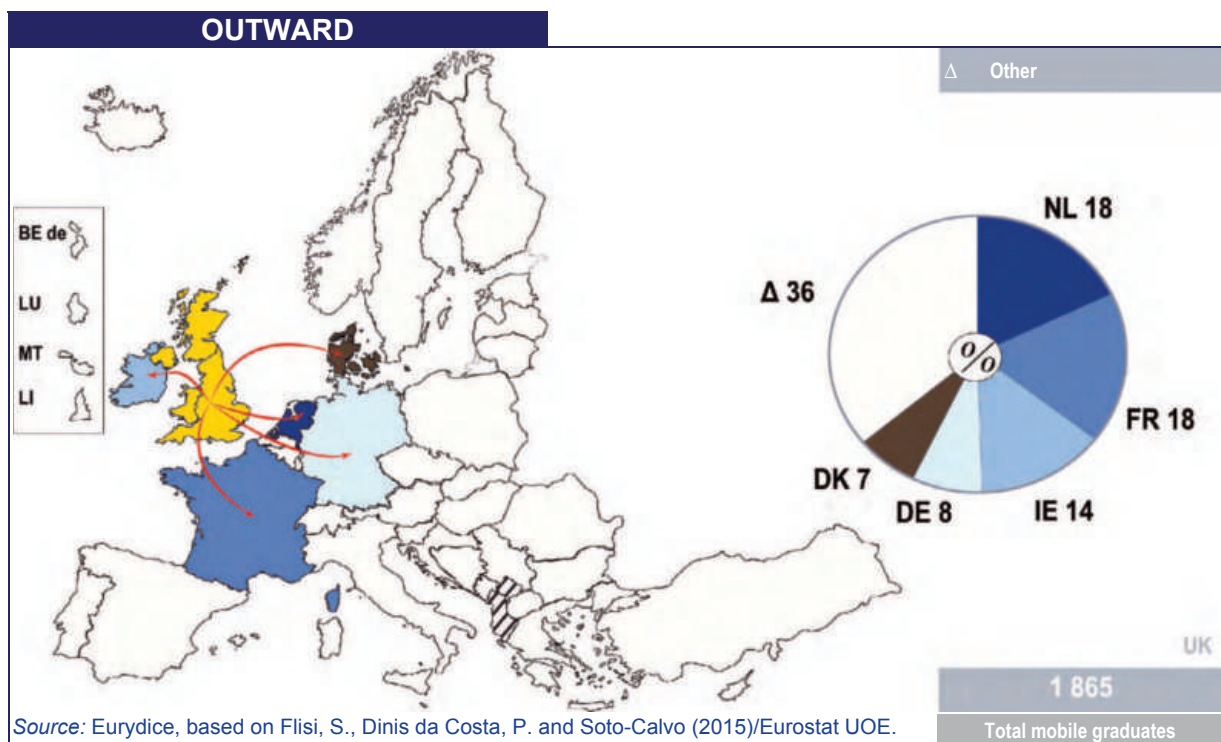 OUTWARD
Δ Other
BE de
LU
MT
LI
NL 18
Δ 36
%
FR 18
DK 7
DE 8
IE 14
UK
1 865
Source: Eurydice, based on Flisi, S., Dinis da Costa, P. and Soto-Calvo (2015)/Eurostat UOE.
Total mobile graduates